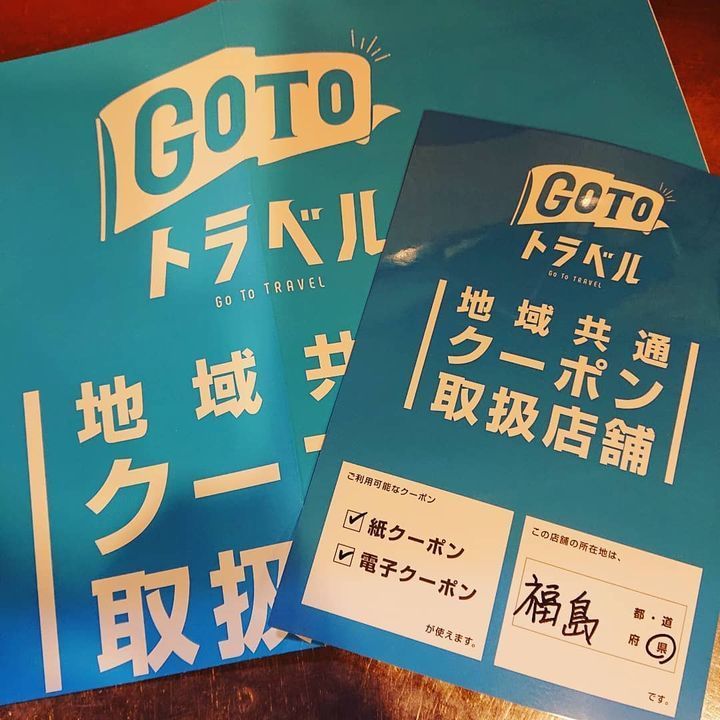 GOTO
トラベル
GO TO TRAVEL
地域共
クー
取扱
GOTO
トラベル
GO TO TRAVEL
地域共通
クーポン
取扱店舗
ご利用可能なクーポン
紙クーポン
電子クーポン
が使えます。
この店舗の所在地は、
福島
都・道
府 県
です。